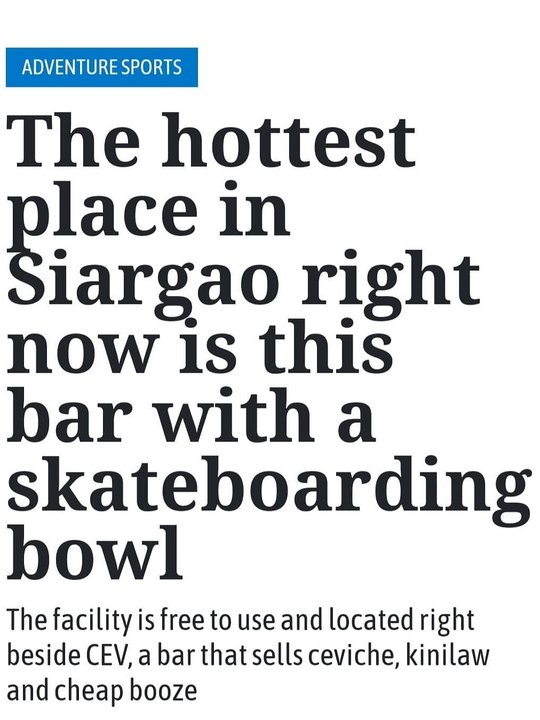 ADVENTURE SPORTS
The hottest
place in
Siargao right
now is this
bar with a
skateboarding
bowl
The facility is free to use and located right
beside CEV, a bar that sells ceviche, kinilaw
and cheap booze